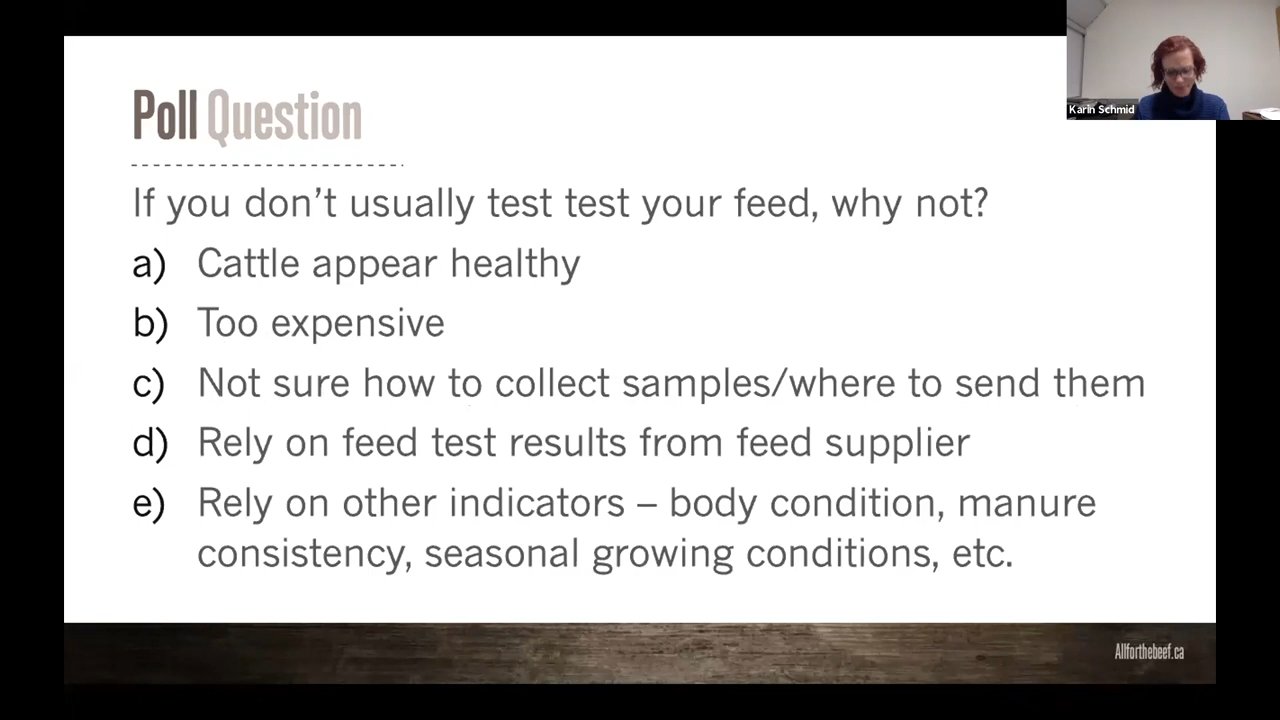 Poll Question
If you don't usually test test your feed, why not?
a) Cattle appear healthy
b) Too expensive
c) Not sure how to collect samples/where to send them
d) Rely on feed test results from feed supplier
e) Rely on other indicators – body condition, manure
consistency, seasonal growing conditions, etc.
Karin Schmid
Allforthebeef.ca